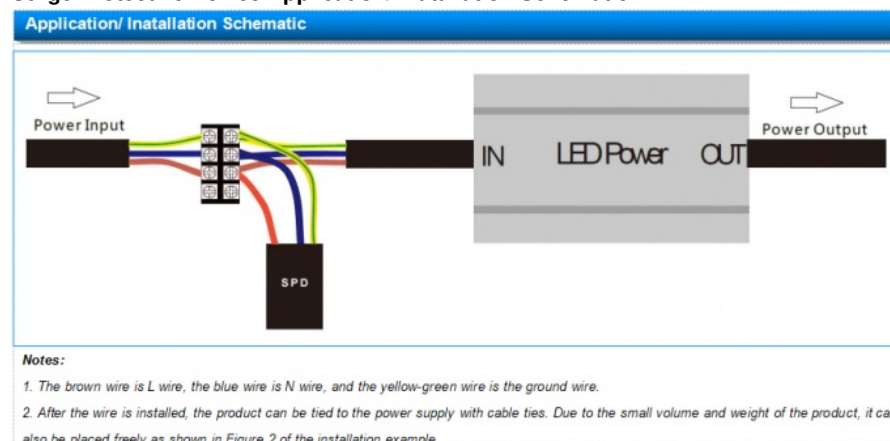 Application/ Inatallation Schematic
Power Input
Power Output
IN
LED Power
OUT
SPD
Notes:
1. The brown wire is L wire, the blue wire is N wire, and the yellow-green wire is the ground wire.
2. After the wire is installed, the product can be tied to the power supply with cable ties. Due to the small volume and weight of the product, it ca
also be placed freely as shown in Figure 2 of the installation example